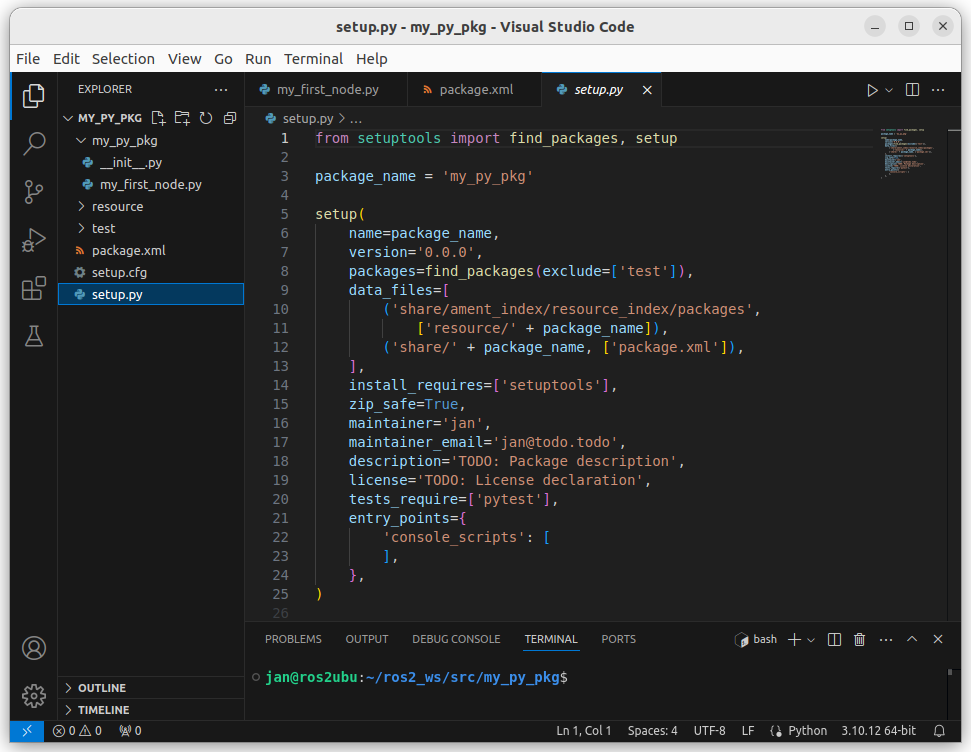 setup.py - my_py_pkg - Visual Studio Code
File Edit Selection View Go Run Terminal Help
EXPLORER
MY_PY_PKG
my_py_pkg
__init__.py
my_first_node.py
resource
test
package.xml
setup.cfg
setup.py
OUTLINE
TIMELINE
my_first_node.py package.xml setup.py
setup.py > ...
1 from setuptools import find_packages, setup
2
3 package_name = 'my_py_pkg'
4
5 setup(
6     name=package_name,
7     version='0.0.0',
8     packages=find_packages(exclude=['test']),
9     data_files=[
10         ('share/ament_index/resource_index/packages',
11             ['resource/' + package_name]),
12         ('share/' + package_name, ['package.xml']),
13     ],
14     install_requires=['setuptools'],
15     zip_safe=True,
16     maintainer='jan',
17     maintainer_email='jan@todo.todo',
18     description='TODO: Package description',
19     license='TODO: License declaration',
20     tests_require=['pytest'],
21     entry_points={
22         'console_scripts': [
23         ],
24     },
25 )
26
PROBLEMS OUTPUT DEBUG CONSOLE TERMINAL PORTS bash
jan@ros2ubu:~/ros2_ws/src/my_py_pkg$
0 0 0 Ln 1, Col 1 Spaces: 4 UTF-8 LF Python 3.10.12 64-bit